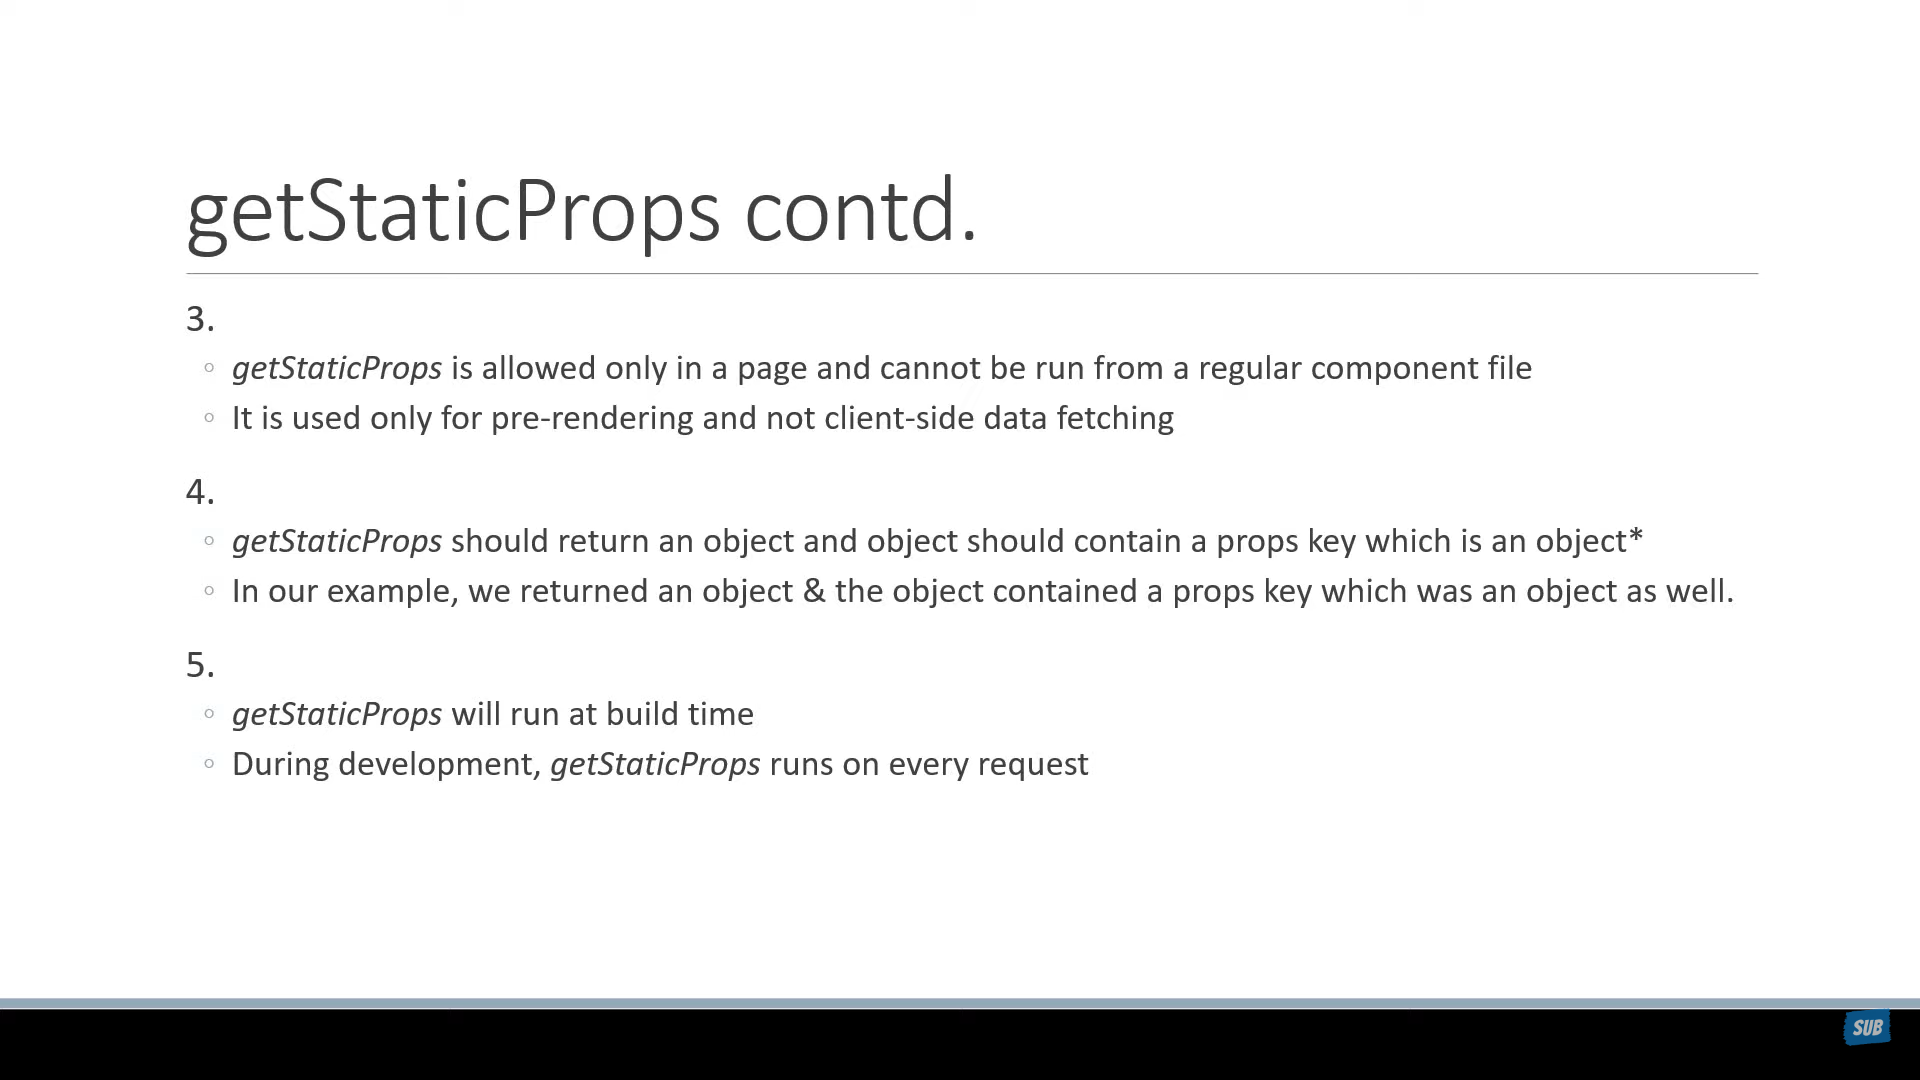 getStaticProps contd.
3.
◦ getStaticProps is allowed only in a page and cannot be run from a regular component file
◦ It is used only for pre-rendering and not client-side data fetching
4.
◦ getStaticProps should return an object and object should contain a props key which is an object*
◦ In our example, we returned an object & the object contained a props key which was an object as well.
5.
◦ getStaticProps will run at build time
◦ During development, getStaticProps runs on every request
SUB